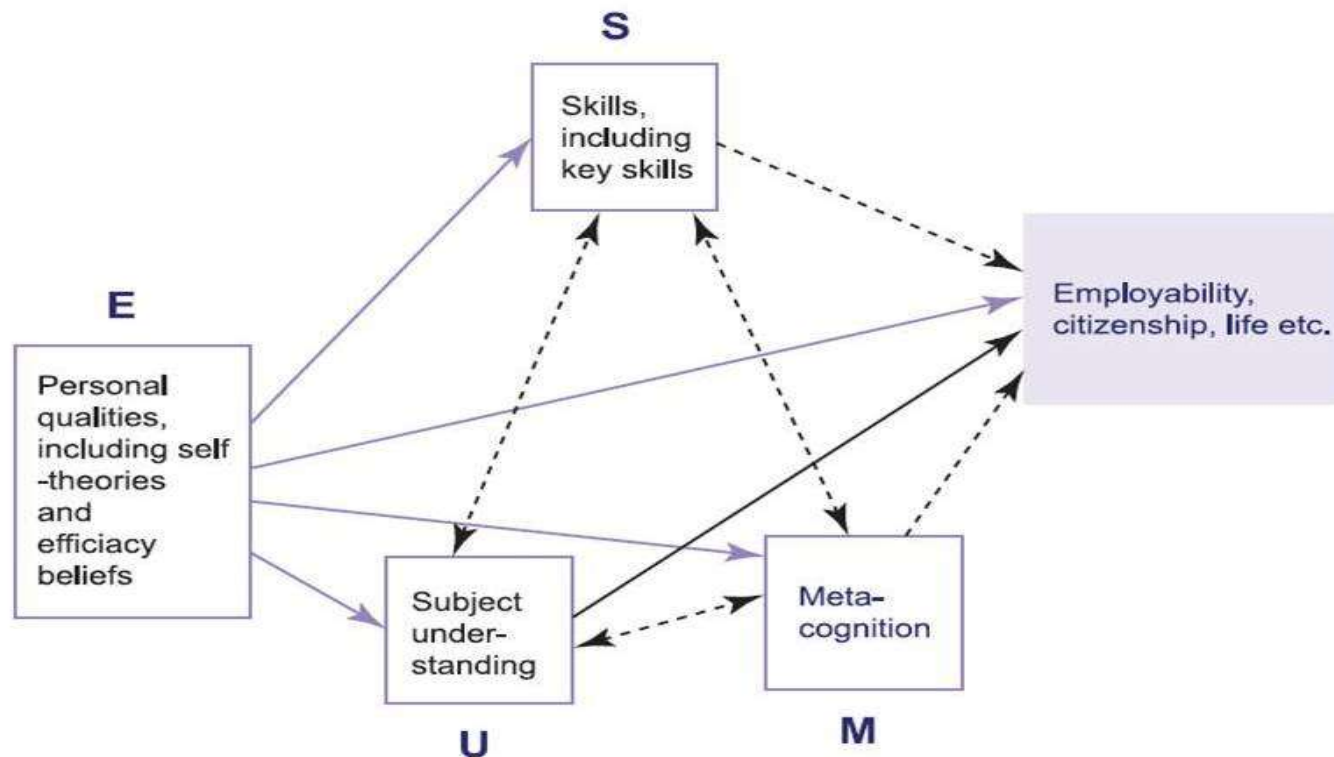 S
Skills,
including
key skills
E
Personal
qualities,
including self
-theories
and
efficiacy
beliefs
Employability,
citizenship, life etc.
Subject
under-
standing
U
Meta-
cognition
M